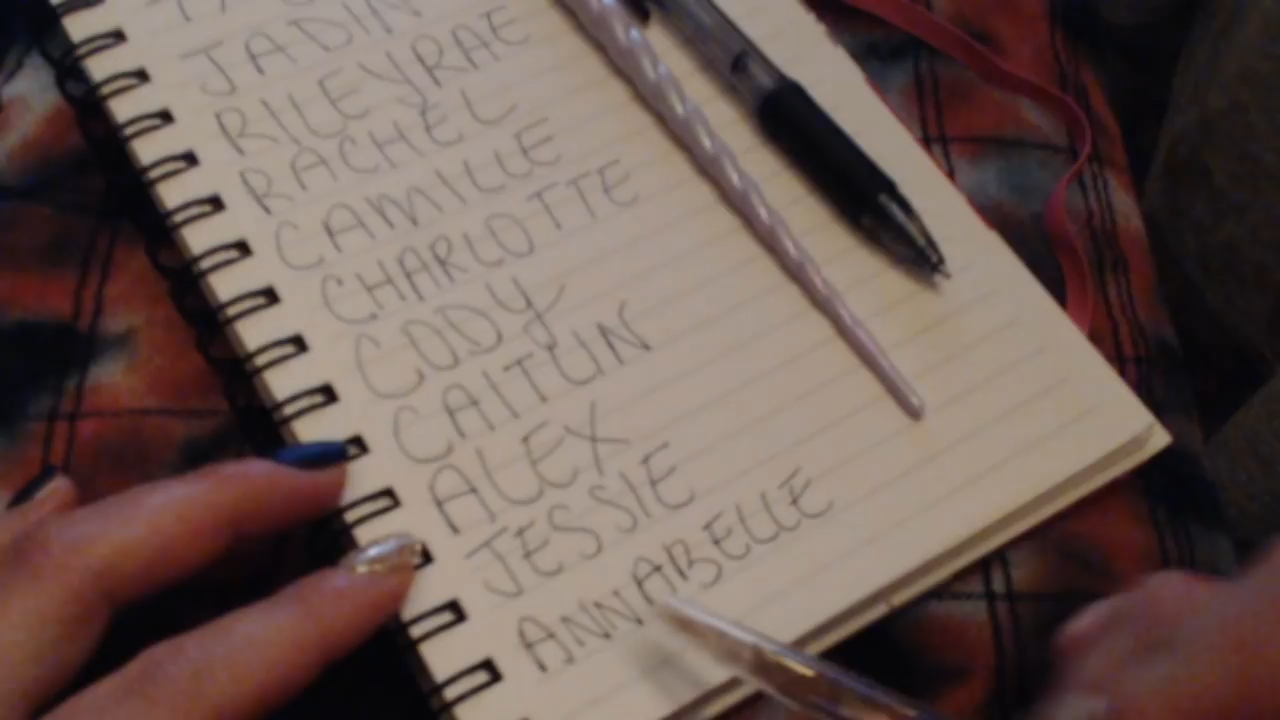 JADIN
RILEYRAE
RACHEL
CAMILLE
CHARLOTTE
CODY
CAITLIN
ALEX
JESSIE
ANNABELLE